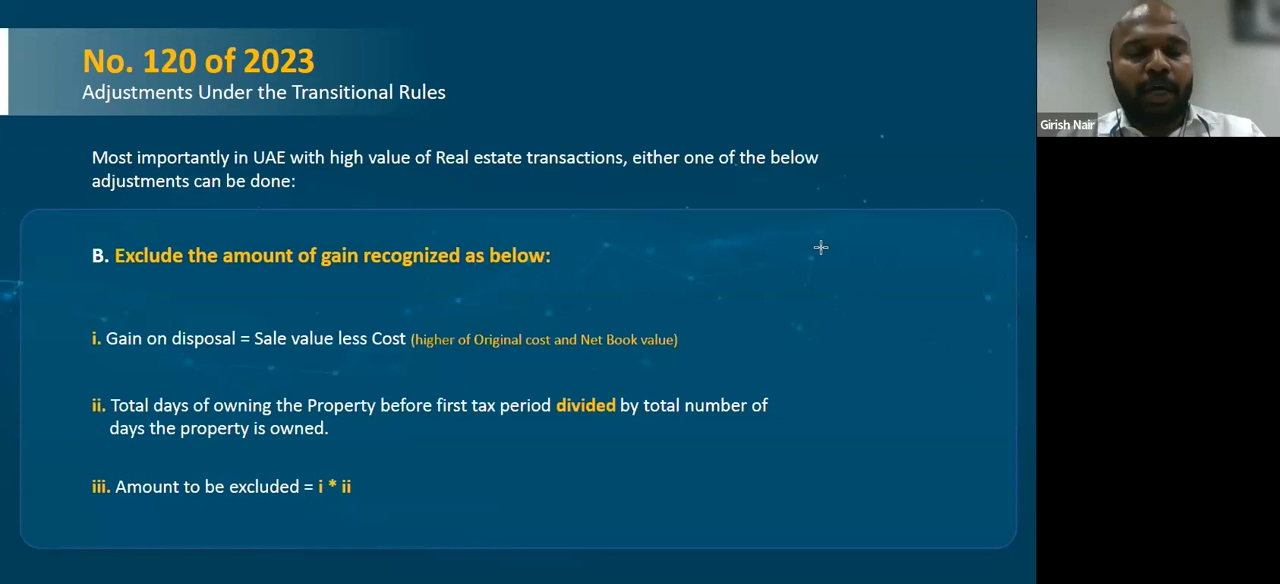 No. 120 of 2023
Adjustments Under the Transitional Rules
Girish Nair
Most importantly in UAE with high value of Real estate transactions, either one of the below
adjustments can be done:
B. Exclude the amount of gain recognized as below:
i. Gain on disposal = Sale value less Cost (higher of Original cost and Net Book value)
ii. Total days of owning the Property before first tax period divided by total number of
days the property is owned.
iii. Amount to be excluded = i * ii